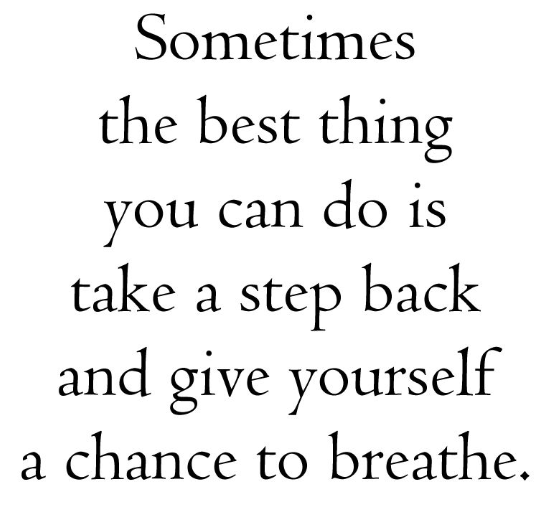 Sometimes
the best thing
you can do is
take a step back
and give yourself
a chance to breathe.